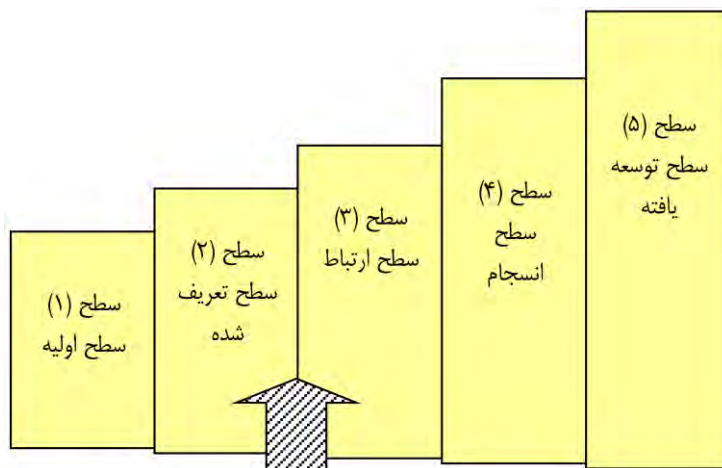 سطح (۱)
سطح اولیه
سطح (۲)
سطح تعریف
شده
سطح (۳)
سطح ارتباط
سطح (۴)
سطح
انسجام
سطح (۵)
سطح توسعه
یافته